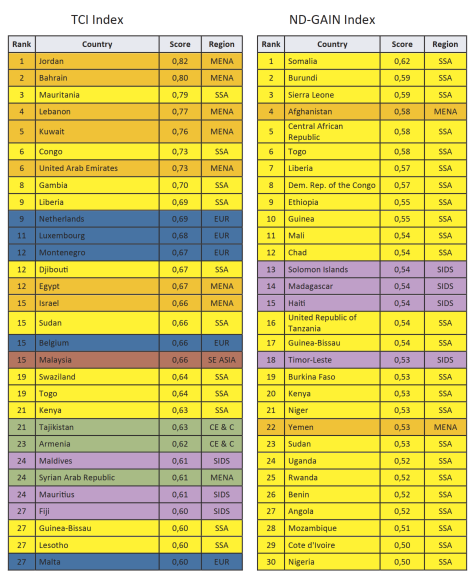 TCI Index
Rank Country Score Region
1 Jordan 0,82 MENA
2 Bahrain 0,80 MENA
3 Mauritania 0,79 SSA
4 Lebanon 0,77 MENA
5 Kuwait 0,76 MENA
6 Congo 0,73 SSA
6 United Arab Emirates 0,73 MENA
8 Gambia 0,70 SSA
9 Liberia 0,69 SSA
9 Netherlands 0,69 EUR
11 Luxembourg 0,68 EUR
12 Montenegro 0,67 EUR
12 Djibouti 0,67 SSA
12 Egypt 0,67 MENA
15 Israel 0,66 MENA
15 Sudan 0,66 SSA
15 Belgium 0,66 EUR
15 Malaysia 0,66 SE ASIA
19 Swaziland 0,64 SSA
19 Togo 0,64 SSA
21 Kenya 0,63 SSA
21 Tajikistan 0,63 CE & C
23 Armenia 0,62 CE & C
24 Maldives 0,61 SIDS
24 Syrian Arab Republic 0,61 MENA
24 Mauritius 0,61 SIDS
27 Fiji 0,60 SIDS
27 Guinea-Bissau 0,60 SSA
27 Lesotho 0,60 SSA
27 Malta 0,60 EUR
ND-GAIN Index
Rank Country Score Region
1 Somalia 0,62 SSA
2 Burundi 0,59 SSA
3 Sierra Leone 0,59 SSA
4 Afghanistan 0,58 MENA
5 Central African
Republic 0,58 SSA
6 Togo 0,58 SSA
7 Liberia 0,57 SSA
8 Dem. Rep. of the Congo 0,57 SSA
9 Ethiopia 0,55 SSA
10 Guinea 0,55 SSA
11 Mali 0,54 SSA
12 Chad 0,54 SSA
13 Solomon Islands 0,54 SIDS
14 Madagascar 0,54 SIDS
15 Haiti 0,54 SIDS
16 United Republic of
Tanzania 0,54 SSA
17 Guinea-Bissau 0,54 SSA
18 Timor-Leste 0,53 SIDS
19 Burkina Faso 0,53 SSA
20 Kenya 0,53 SSA
21 Niger 0,53 SSA
22 Yemen 0,53 MENA
23 Sudan 0,53 SSA
24 Uganda 0,52 SSA
25 Rwanda 0,52 SSA
26 Benin 0,52 SSA
27 Angola 0,52 SSA
28 Mozambique 0,51 SSA
29 Cote d'Ivoire 0,50 SSA
30 Nigeria 0,50 SSA